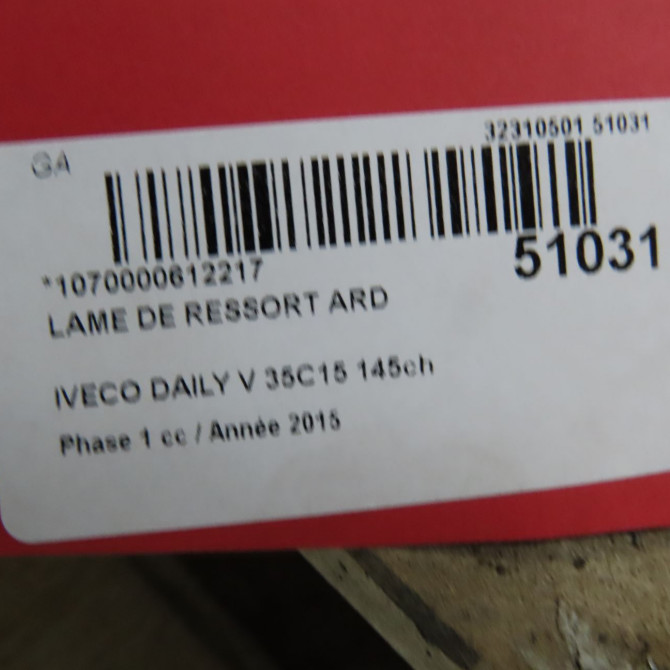 GA
32310501 51031
51031
*1070000612217
LAME DE RESSORT ARD
IVECO DAILY V 35C15 145ch
Phase 1 cc / Année 2015